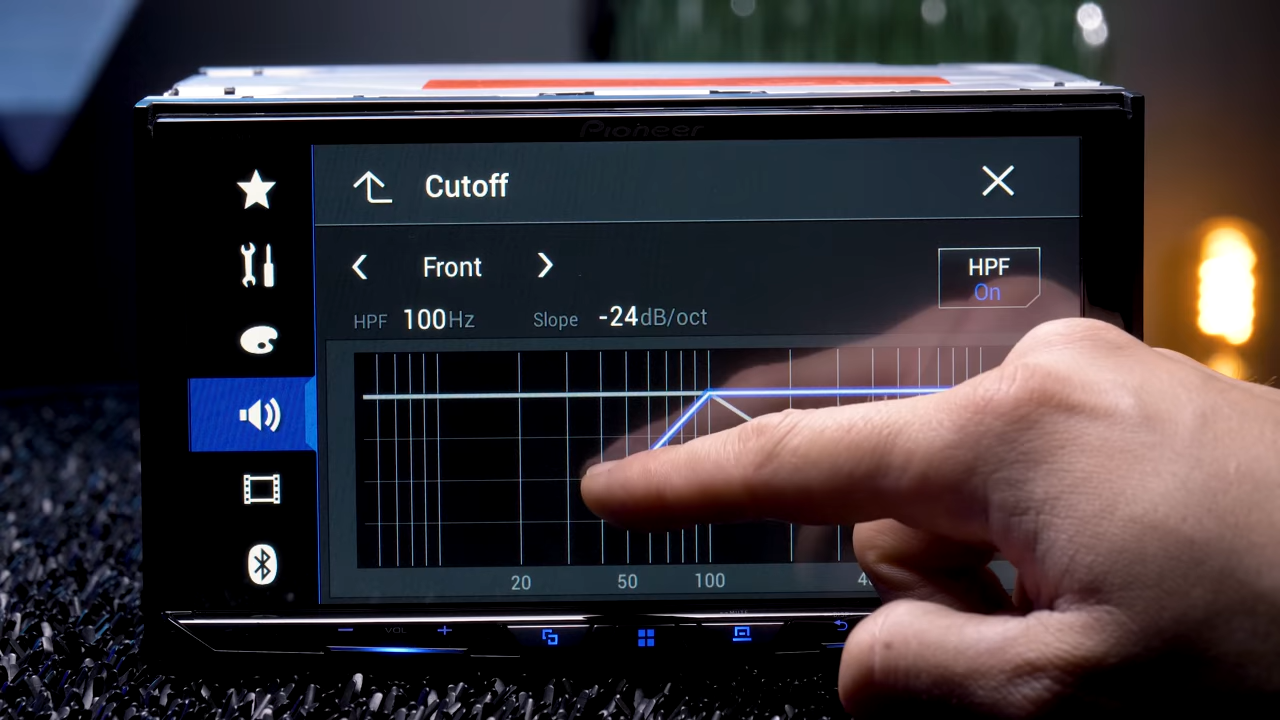 Pioneer
Cutoff
Front
HPF
On
HPF 100Hz Slope -24dB/oct
20 50 100
VOL